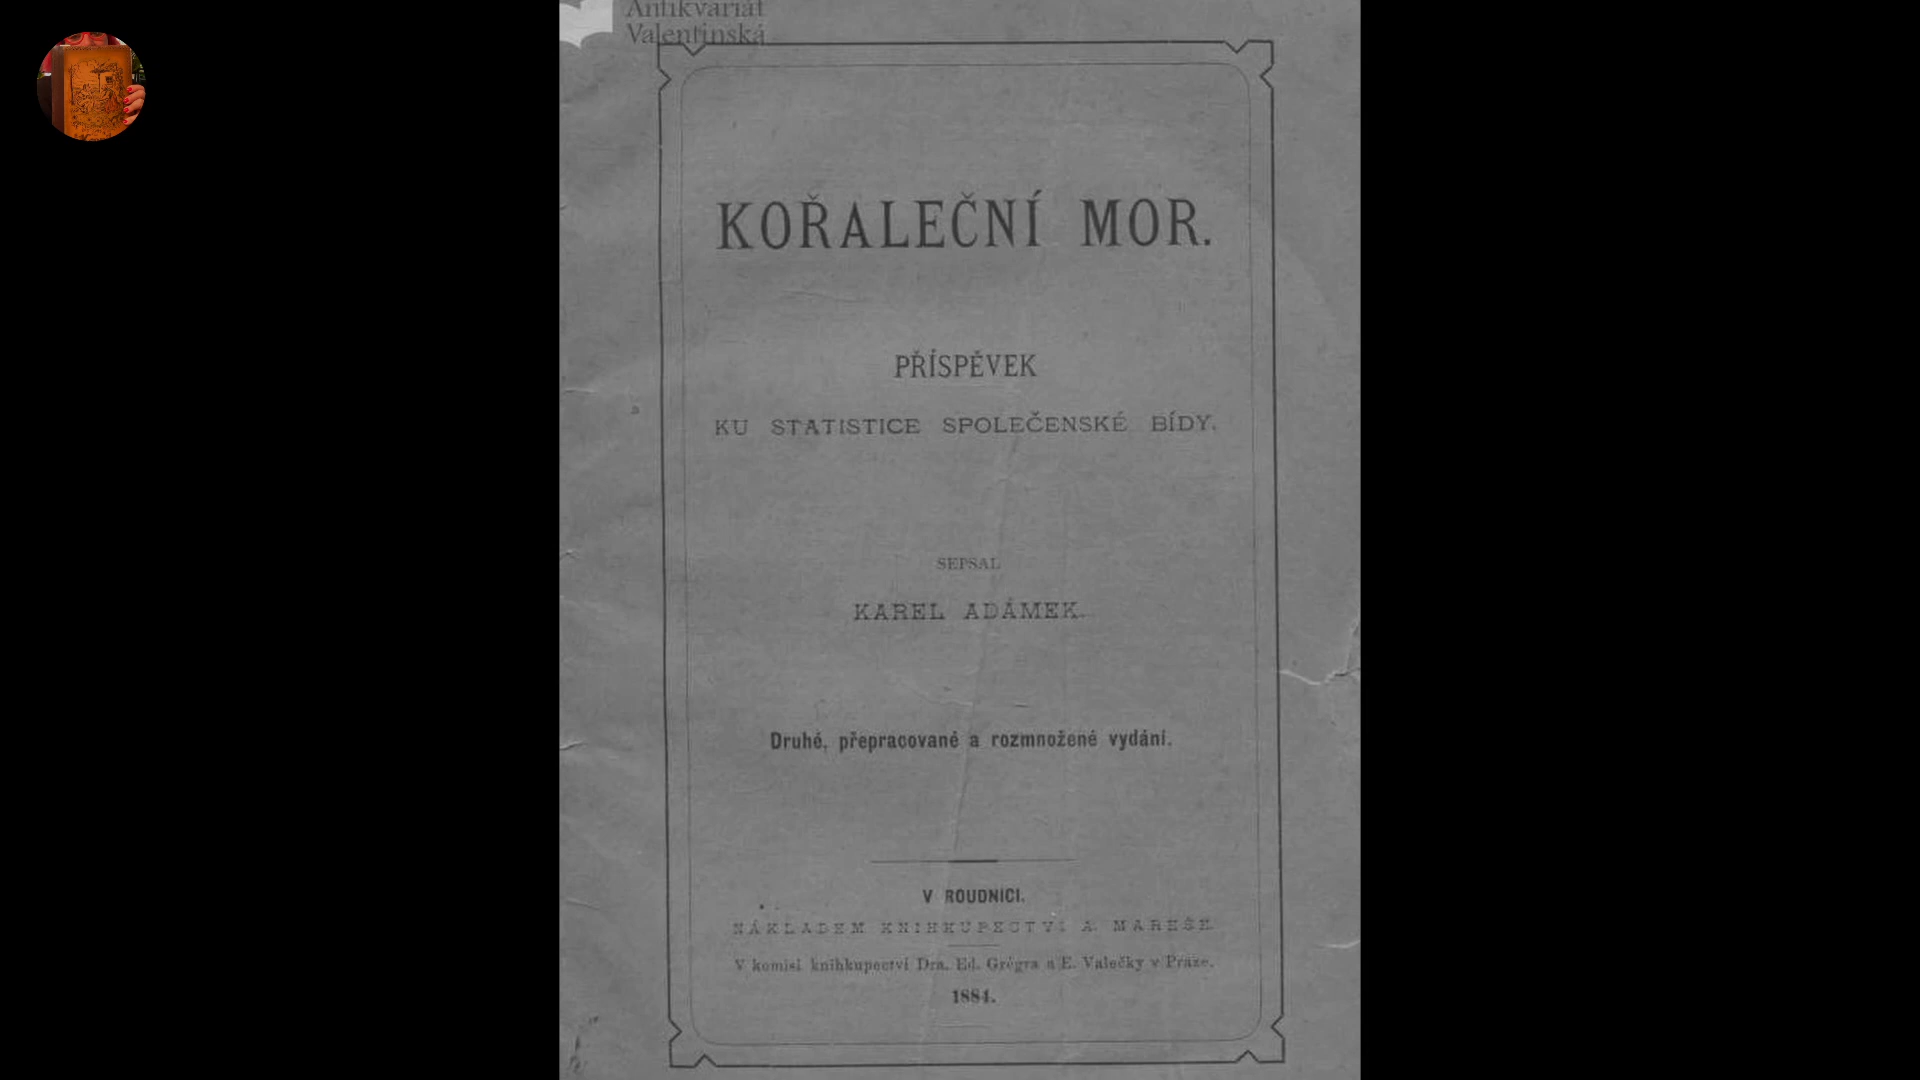 Antikvariát
Valentinská
KOŘALEČNÍ MOR.
PŘÍSPĚVEK
KU STATISTICE SPOLEČENSKÉ BÍDY.
SEPSAL
KAREL ADÁMEK.
Druhé, přepracované a rozmnožené vydání.
V ROUDNICI.
NÁKLADEM KNIHKUPECTVÍ A. MAREŠE.
V komisi knihkupectví Dra. Ed. Grégra a E. Valečky v Praze.
1884.